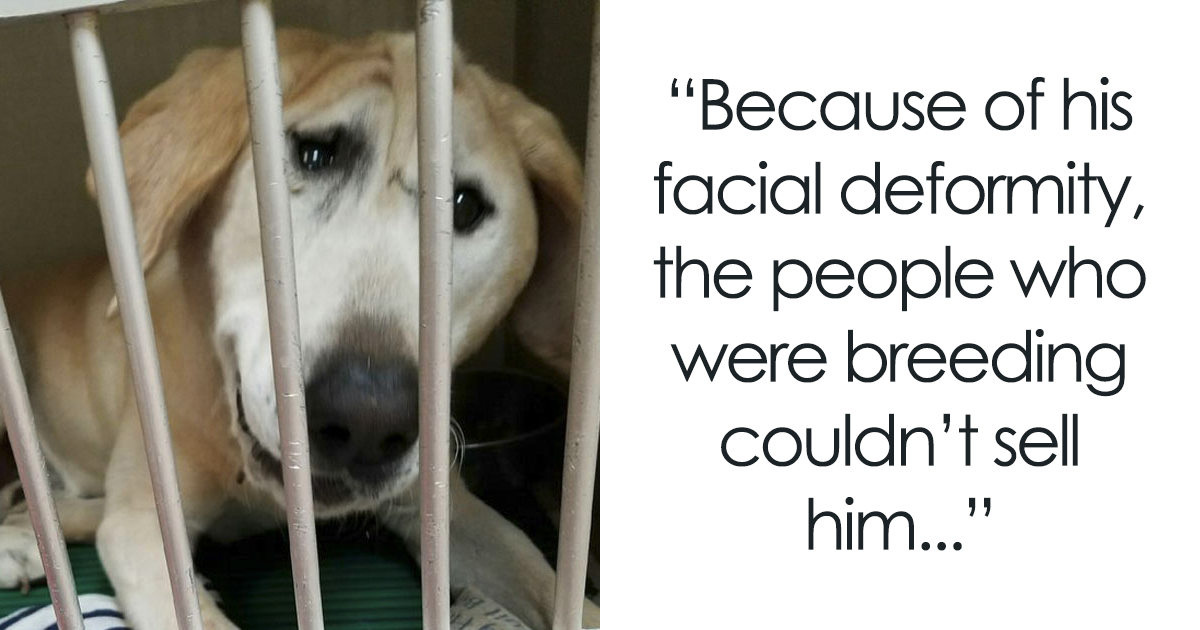 “Because of his
facial deformity,
the people who
were breeding
couldn’t sell
him...”